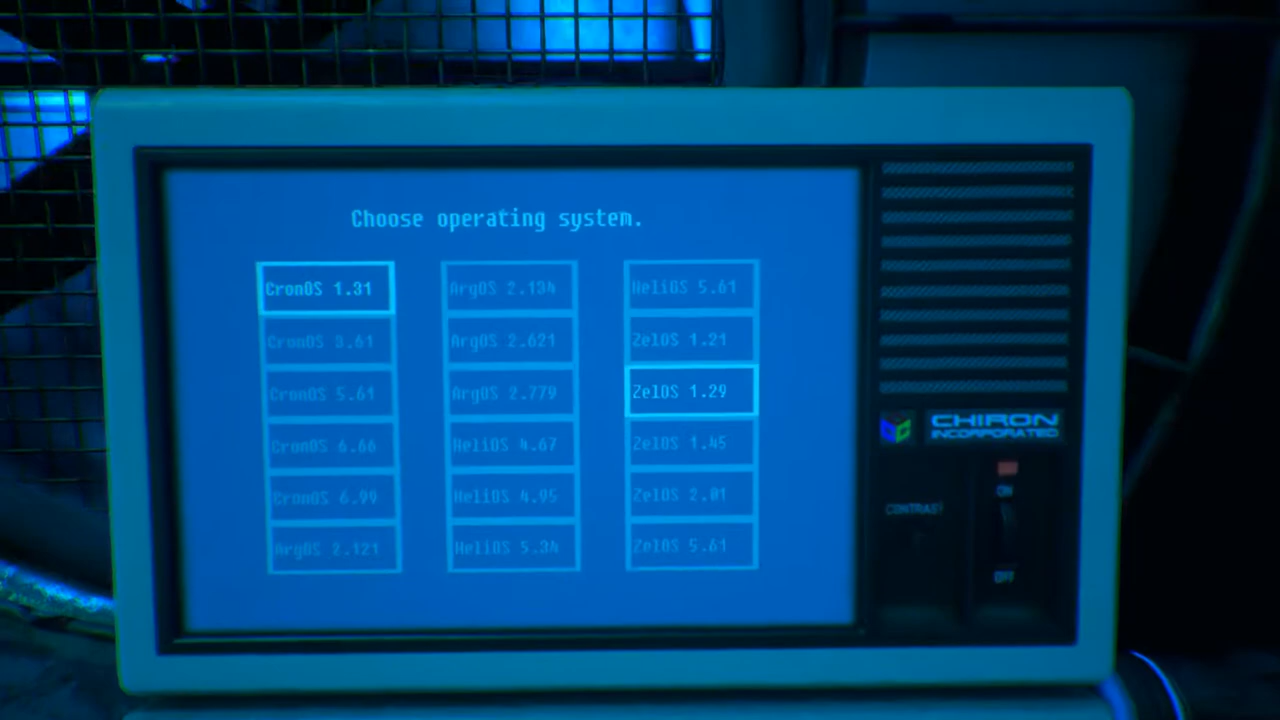 Choose operating system.
CronOS 1.31
CronOS 3.61
CronOS 5.61
CronOS 6.66
CronOS 6.99
ArgOS 2.121
ArgOS 2.134
ArgOS 2.621
ArgOS 2.779
HeliOS 4.67
HeliOS 4.95
HeliOS 5.34
HeliOS 5.61
ZelOS 1.21
ZelOS 1.29
ZelOS 1.45
ZelOS 2.01
ZelOS 5.61
CHIRON
INCORPORATED
CONTRAST
ON
OFF